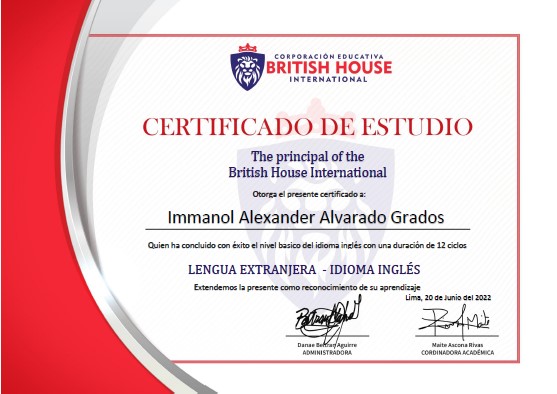 CORPORACIÓN EDUCATIVA
BRITISH HOUSE
INTERNATIONAL
CERTIFICADO DE ESTUDIO
The principal of the
British House International
Otorga el presente certificado a:
Immanol Alexander Alvarado Grados
Quien ha concluido con éxito el nivel basico del idioma inglés con una duración de 12 ciclos
LENGUA EXTRANJERA - IDIOMA INGLÉS
Extendemos la presente como reconocimiento de su aprendizaje
Lima, 20 de Junio del 2022
Danae Beltran Aguirre
ADMINISTRADORA
Maite Ascona Rivas
CORDINADORA ACADÉMICA